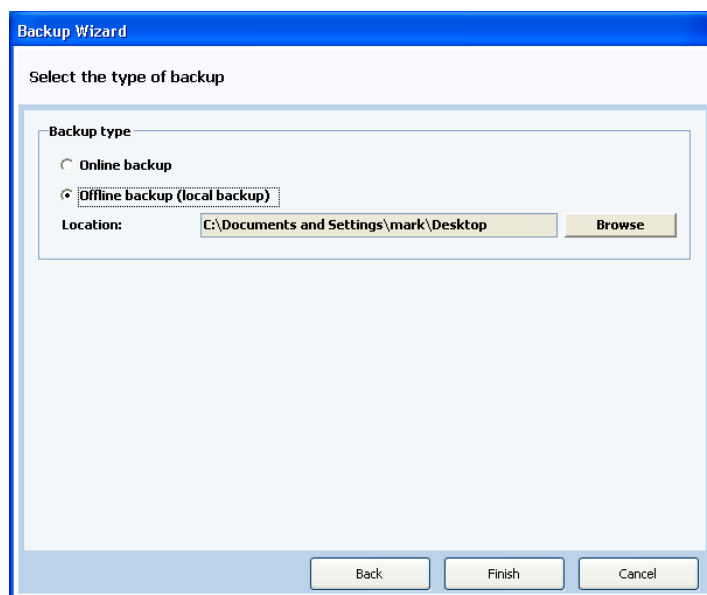 Backup Wizard
Select the type of backup
Backup type
Online backup
Offline backup (local backup)
Location: C:\Documents and Settings\mark\Desktop Browse
Back Finish Cancel